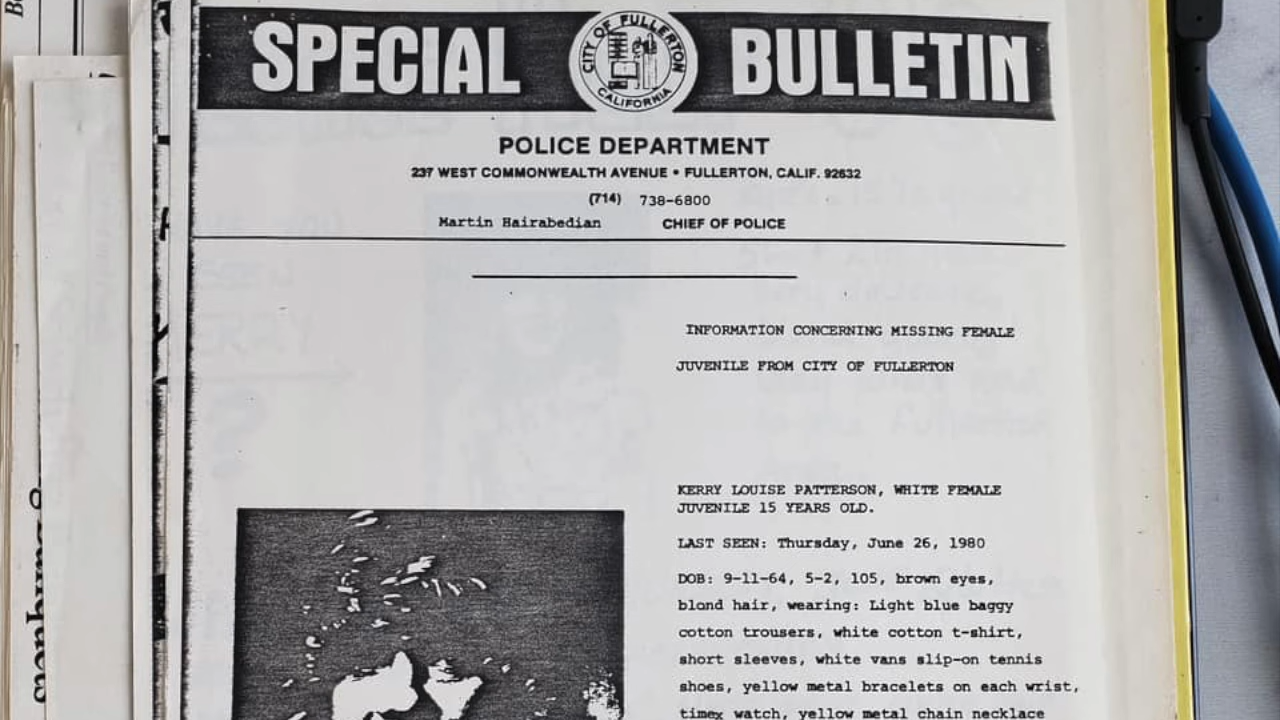 SPECIAL BULLETIN
CITY OF FULLERTON
CALIFORNIA
POLICE DEPARTMENT
237 WEST COMMONWEALTH AVENUE • FULLERTON, CALIF. 92632
(714) 738-6800
Martin Hairabedian CHIEF OF POLICE
INFORMATION CONCERNING MISSING FEMALE
JUVENILE FROM CITY OF FULLERTON
KERRY LOUISE PATTERSON, WHITE FEMALE
JUVENILE 15 YEARS OLD.
LAST SEEN: Thursday, June 26, 1980
DOB: 9-11-64, 5-2, 105, brown eyes,
blond hair, wearing: Light blue baggy
cotton trousers, white cotton t-shirt,
short sleeves, white vans slip-on tennis
shoes, yellow metal bracelets on each wrist,
timex watch, yellow metal chain necklace